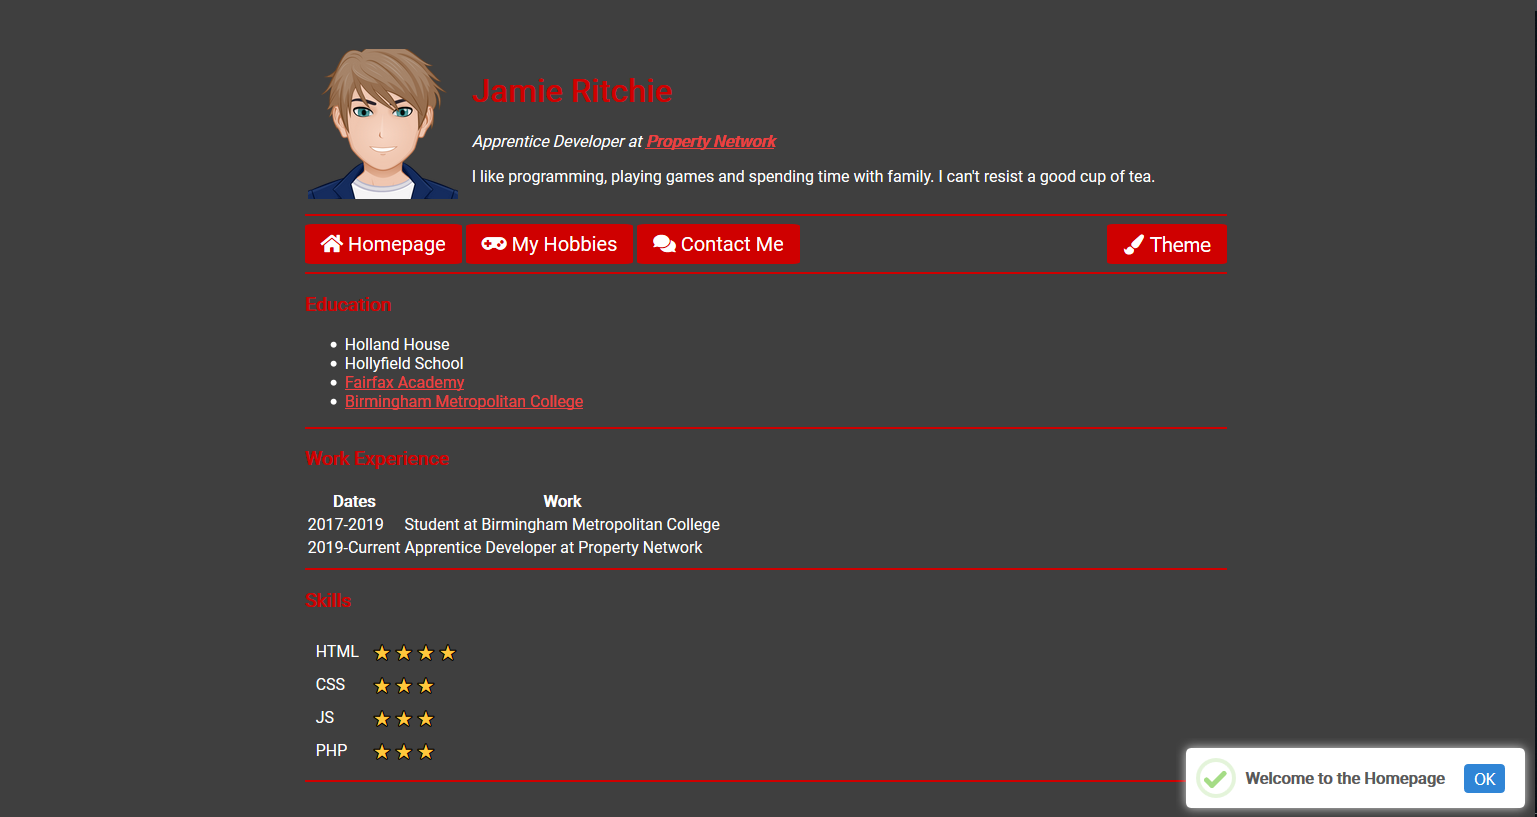 Jamie Ritchie
Apprentice Developer at Property Network
I like programming, playing games and spending time with family. I can't resist a good cup of tea.
Homepage My Hobbies Contact Me Theme
Education
Holland House
Hollyfield School
Fairfax Academy
Birmingham Metropolitan College
Work Experience
Dates Work
2017-2019 Student at Birmingham Metropolitan College
2019-Current Apprentice Developer at Property Network
Skills
HTML
CSS
JS
PHP
Welcome to the Homepage OK